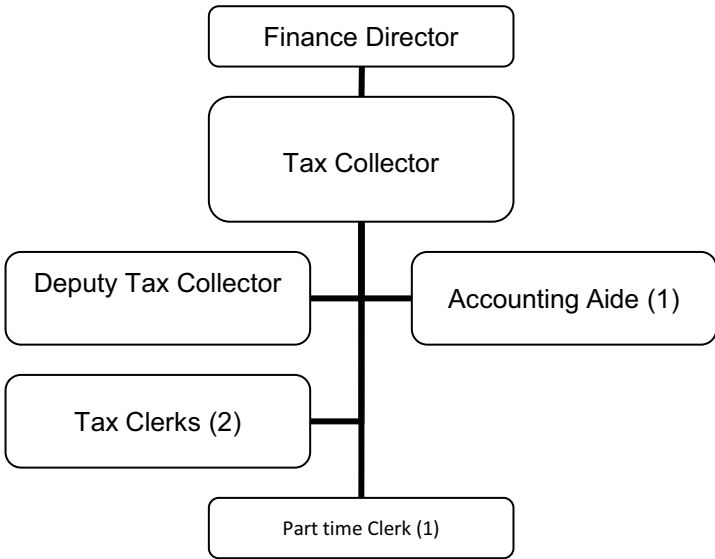 Finance Director
Tax Collector
Deputy Tax Collector
Accounting Aide (1)
Tax Clerks (2)
Part time Clerk (1)